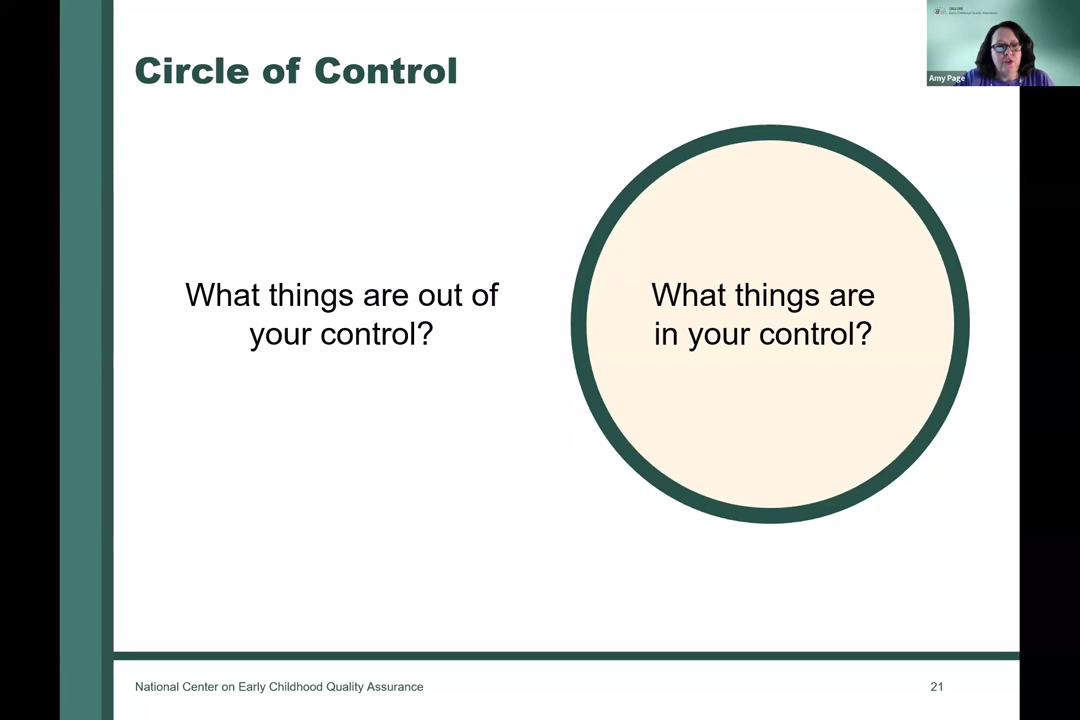 Circle of Control
Amy Page
What things are out of
your control?
What things are
in your control?
National Center on Early Childhood Quality Assurance
21